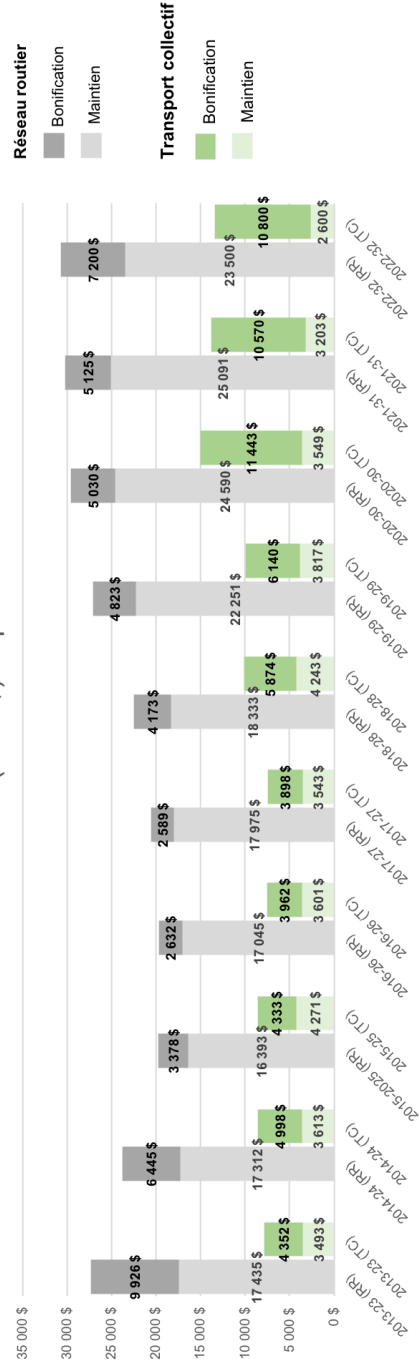 35 000 $
30 000 $
25 000 $
20 000 $
15 000 $
10 000 $
5 000 $
0 $
9 926 $
17 435 $
4 352 $
3 493 $
6 445 $
17 312 $
4 998 $
3 613 $
3 378 $
16 393 $
4 333 $
4 271 $
2 632 $
17 045 $
3 962 $
3 601 $
2 589 $
17 975 $
3 898 $
3 543 $
4 173 $
18 333 $
5 874 $
4 243 $
4 823 $
22 251 $
6 140 $
3 817 $
5 030 $
24 590 $
11 443 $
3 549 $
5 125 $
25 091 $
10 570 $
3 203 $
7 200 $
23 500 $
10 800 $
2 600 $
2013-23 (RR)
2013-23 (TC)
2014-24 (RR)
2014-24 (TC)
2015-2025 (RR)
2015-25 (TC)
2016-26 (RR)
2016-26 (TC)
2017-27 (RR)
2017-27 (TC)
2018-28 (RR)
2018-28 (TC)
2019-29 (RR)
2019-29 (TC)
2020-30 (RR)
2020-30 (TC)
2021-31 (RR)
2021-31 (TC)
2022-32 (RR)
2022-32 (TC)
Réseau routier
Bonification
Maintien
Transport collectif
Bonification
Maintien